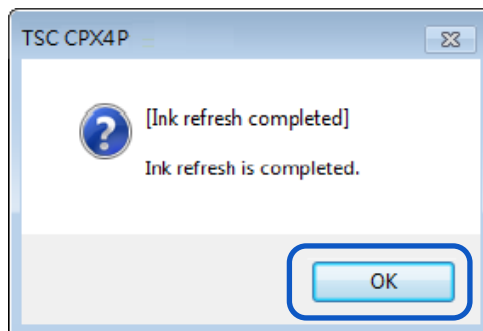 TSC CPX4P
[Ink refresh completed]
Ink refresh is completed.
OK